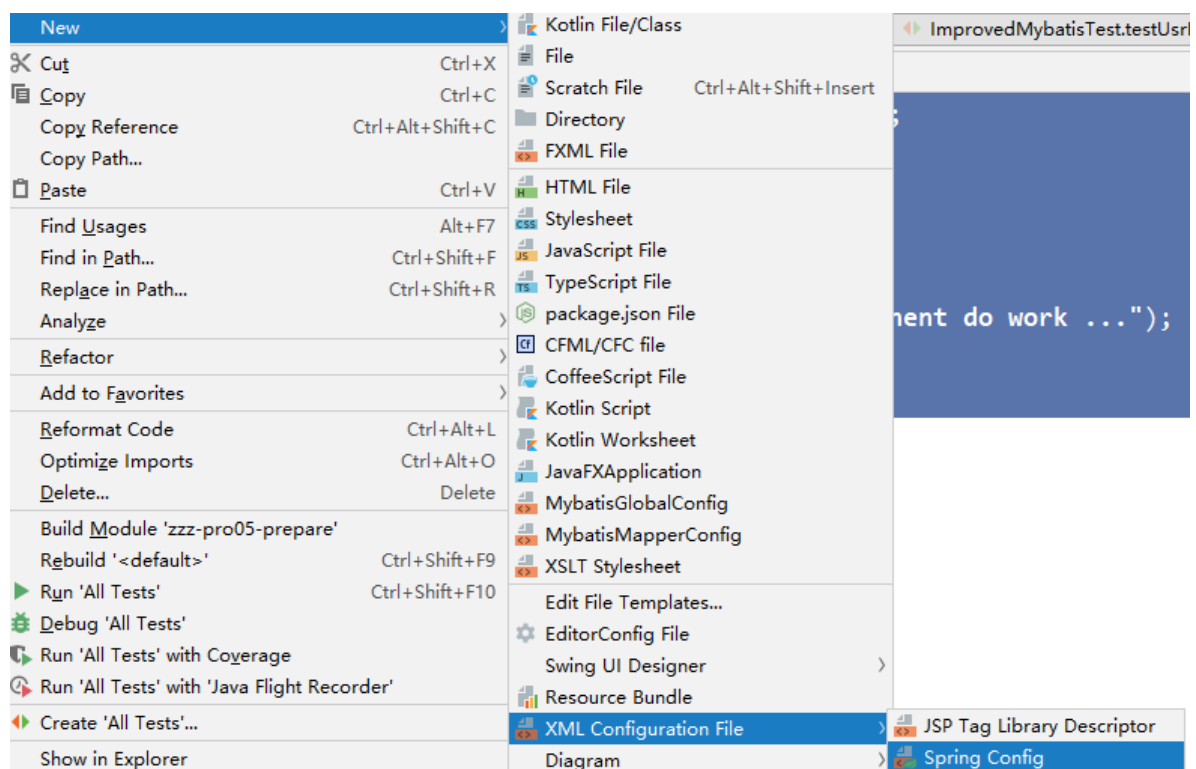 New
Cut Ctrl+X
Copy Ctrl+C
Copy Reference Ctrl+Alt+Shift+C
Copy Path...
Paste Ctrl+V
Find Usages Alt+F7
Find in Path... Ctrl+Shift+F
Replace in Path... Ctrl+Shift+R
Analyze
Refactor
Add to Favorites
Reformat Code Ctrl+Alt+L
Optimize Imports Ctrl+Alt+O
Delete... Delete
Build Module 'zzz-pro05-prepare'
Rebuild '<default>' Ctrl+Shift+F9
Run 'All Tests' Ctrl+Shift+F10
Debug 'All Tests'
Run 'All Tests' with Coverage
Run 'All Tests' with 'Java Flight Recorder'
Create 'All Tests'...
Show in Explorer
Kotlin File/Class
File
Scratch File Ctrl+Alt+Shift+Insert
Directory
FXML File
HTML File
Stylesheet
JavaScript File
TypeScript File
package.json File
CFML/CFC file
CoffeeScript File
Kotlin Script
Kotlin Worksheet
JavaFXApplication
MybatisGlobalConfig
MybatisMapperConfig
XSLT Stylesheet
Edit File Templates...
EditorConfig File
Swing UI Designer
Resource Bundle
XML Configuration File
Diagram
JSP Tag Library Descriptor
Spring Config
ImprovedMybatisTest.testUsr
;
ment do work ...");